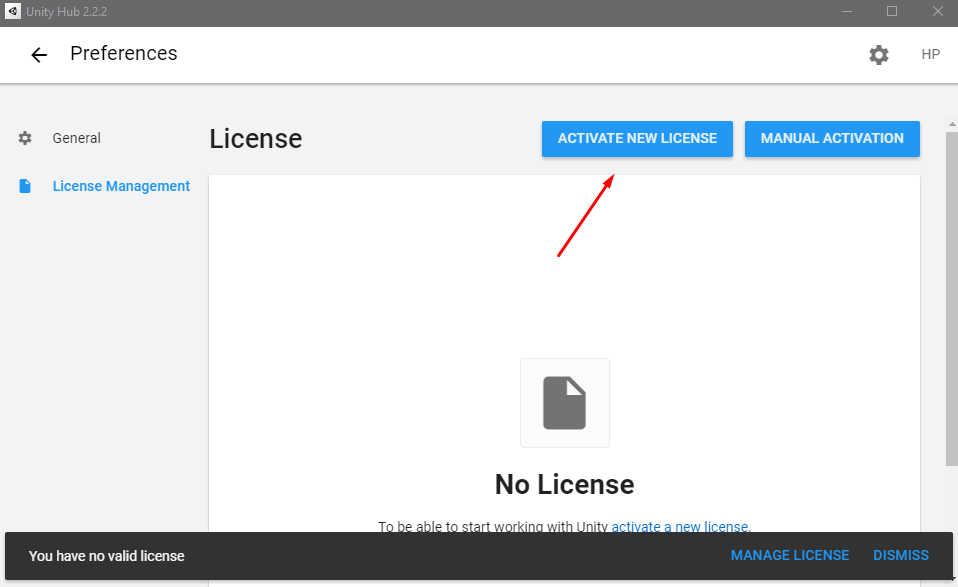 Unity Hub 2.2.2
Preferences
HP
General
License Management
License
ACTIVATE NEW LICENSE
MANUAL ACTIVATION
No License
To be able to start working with Unity activate a new license.
You have no valid license
MANAGE LICENSE
DISMISS